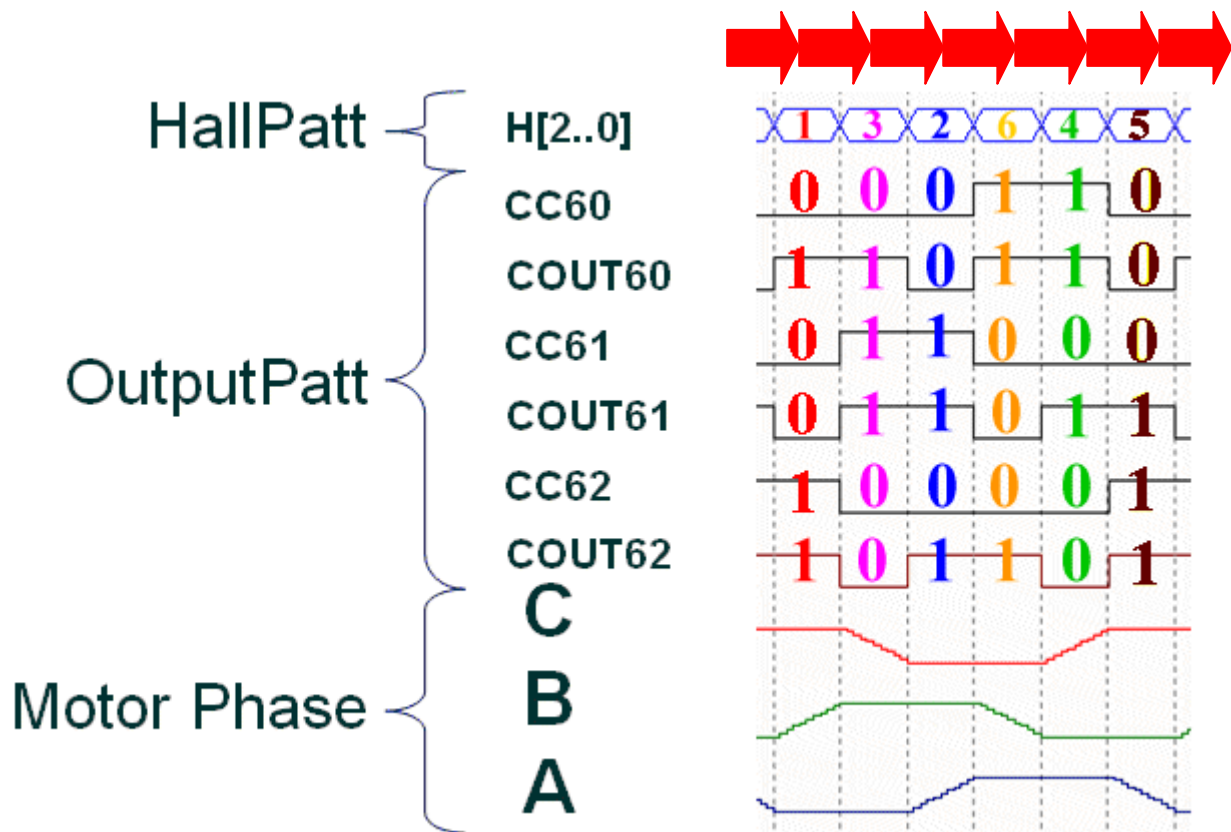 HallPatt H[2..0] 1 3 2 6 4 5
CC60 0 0 0 1 1 0
COUT60 1 1 0 1 1 0
CC61 0 1 1 0 0 0
OutputPatt
COUT61 0 1 1 0 1 1
CC62 1 0 0 0 0 1
COUT62 1 0 1 1 0 1
C
Motor Phase B
A